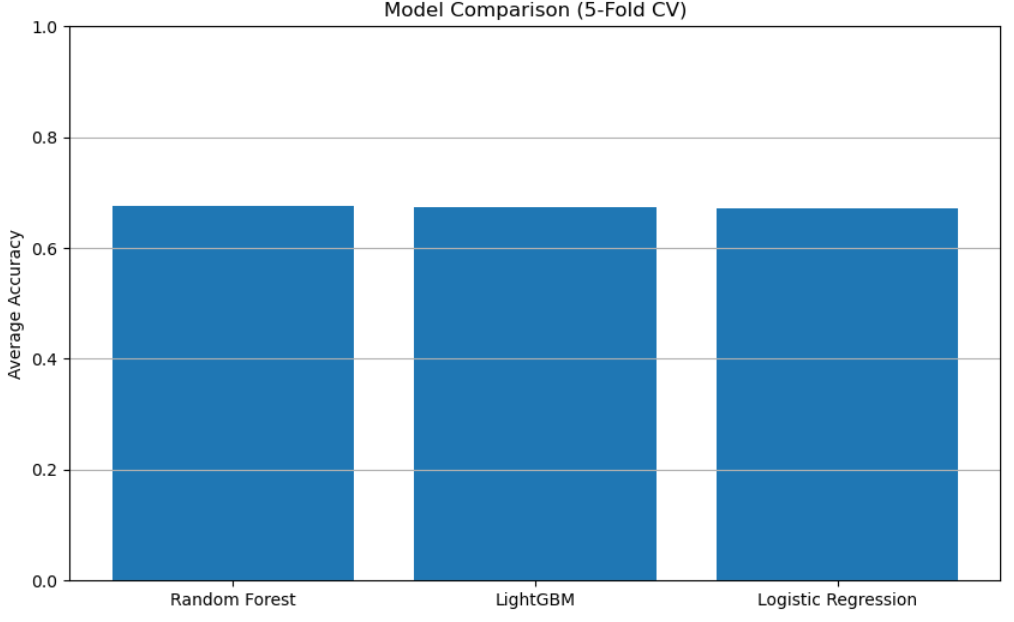 Model Comparison (5-Fold CV)
Average Accuracy
1.0
0.8
0.6
0.4
0.2
0.0
Random Forest
LightGBM
Logistic Regression